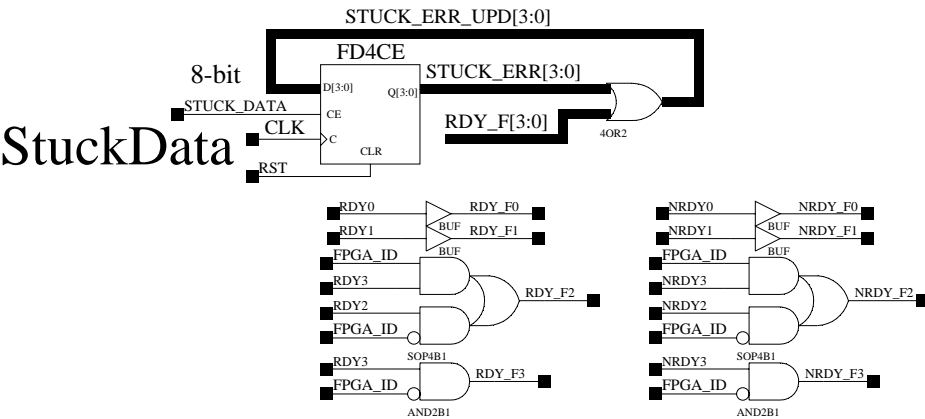 STUCK_ERR_UPD[3:0]
FD4CE
8-bit
STUCK_ERR[3:0]
D[3:0]
Q[3:0]
STUCK_DATA
CE
RDY_F[3:0]
CLK
C
4OR2
StuckData
CLR
RST
RDY0
RDY_F0
NRDY0
NRDY_F0
BUF
BUF
RDY1
RDY_F1
NRDY1
NRDY_F1
BUF
BUF
FPGA_ID
FPGA_ID
RDY3
NRDY3
RDY_F2
NRDY_F2
RDY2
NRDY2
FPGA_ID
FPGA_ID
SOP4B1
SOP4B1
RDY3
NRDY3
RDY_F3
NRDY_F3
FPGA_ID
FPGA_ID
AND2B1
AND2B1